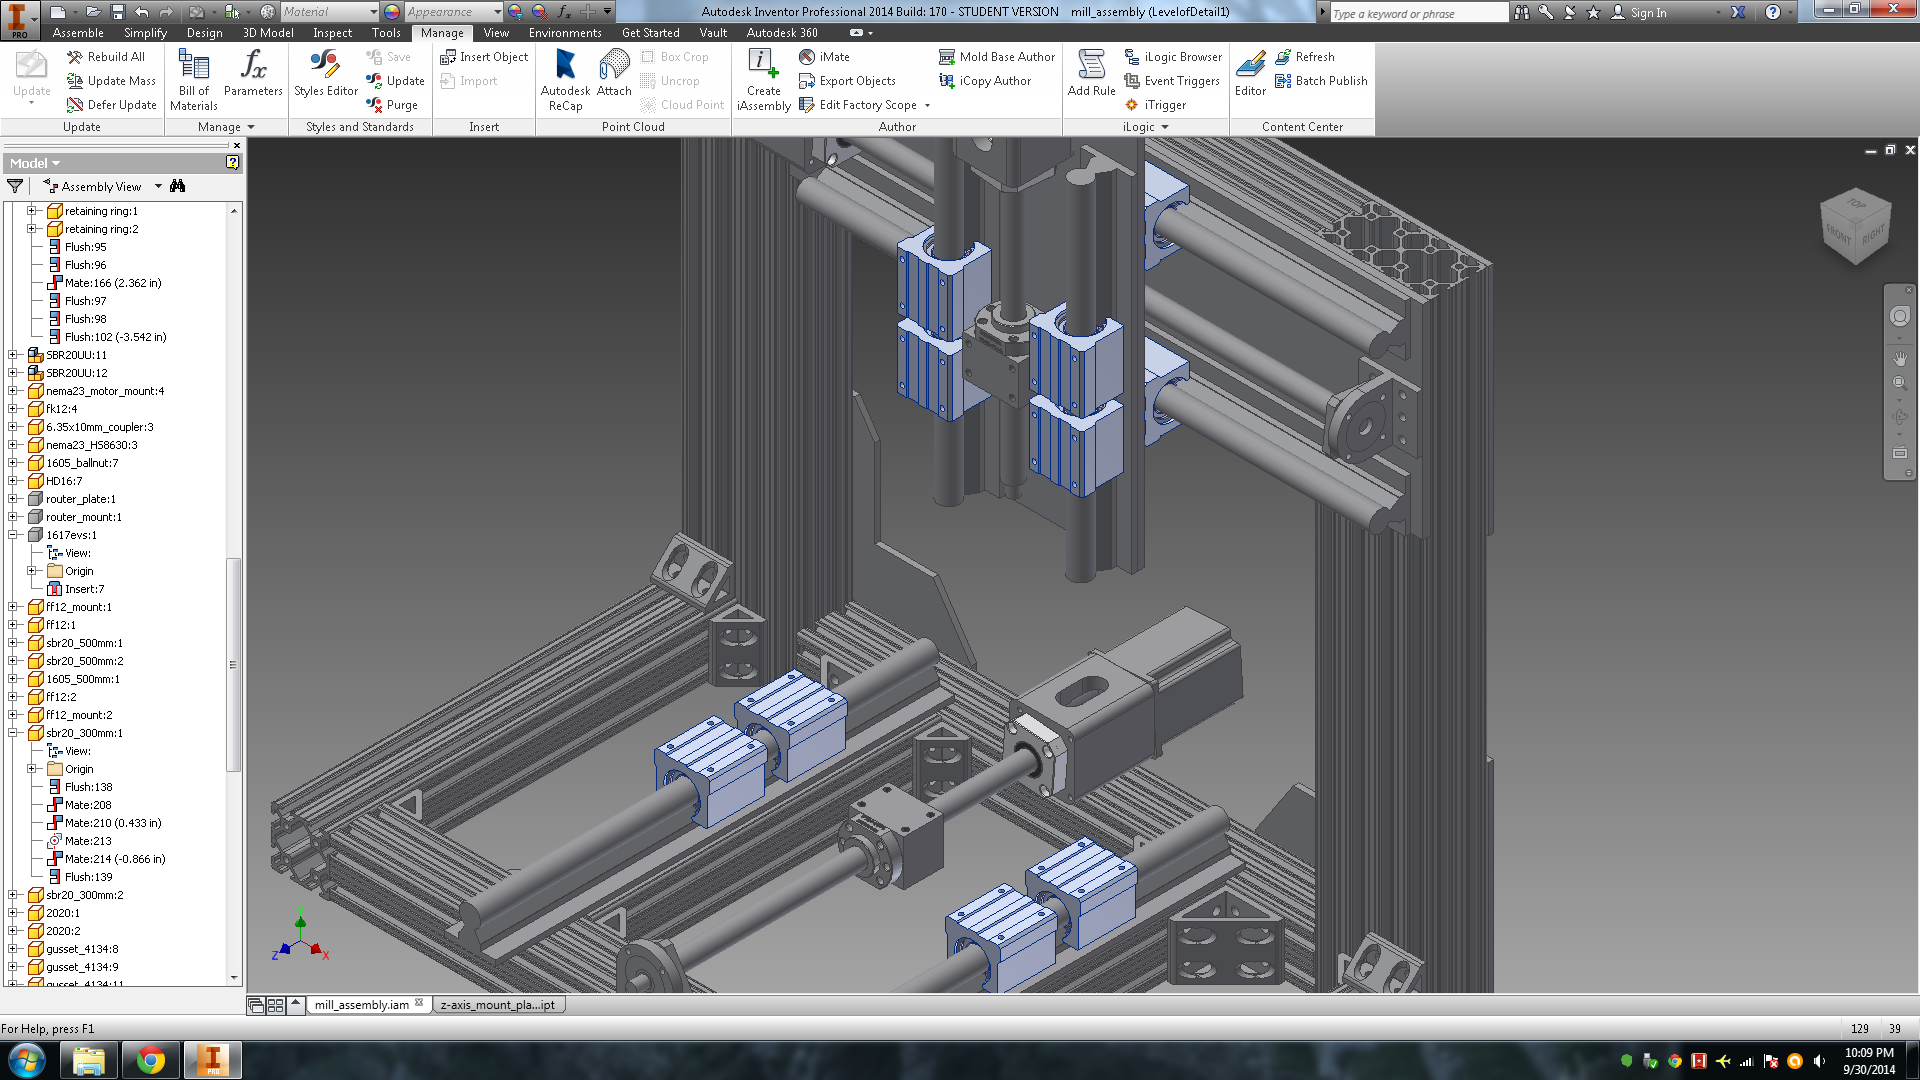 PRO
Material
Appearance
Autodesk Inventor Professional 2014 Build: 170 - STUDENT VERSION mill_assembly (LevelofDetail1)
Type a keyword or phrase
Sign In
Assemble Simplify Design 3D Model Inspect Tools Manage View Environments Get Started Vault Autodesk 360
Update
Rebuild All
Update Mass
Defer Update
Update
Bill of Materials
Parameters
Manage
Styles Editor
Save
Update
Purge
Styles and Standards
Insert Object
Import
Insert
Autodesk ReCap
Attach
Box Crop
Uncrop
Cloud Point
Point Cloud
Create iAssembly
iMate
Export Objects
Edit Factory Scope
Mold Base Author
iCopy Author
Author
Add Rule
iLogic Browser
Event Triggers
iTrigger
iLogic
Editor
Refresh
Batch Publish
Content Center
Model
Assembly View
retaining ring:1
retaining ring:2
Flush:95
Flush:96
Mate:166 (2.362 in)
Flush:97
Flush:98
Flush:102 (-3.542 in)
SBR20UU:11
SBR20UU:12
nema23_motor_mount:4
fk12:4
6.35x10mm_coupler:3
nema23_HS8630:3
1605_ballnut:7
HD16:7
router_plate:1
router_mount:1
1617evs:1
View:
Origin
Insert:7
ff12_mount:1
ff12:1
sbr20_500mm:1
sbr20_500mm:2
1605_500mm:1
ff12:2
ff12_mount:2
sbr20_300mm:1
View:
Origin
Flush:138
Mate:208
Mate:210 (0.433 in)
Mate:213
Mate:214 (-0.866 in)
Flush:139
sbr20_300mm:2
2020:1
2020:2
gusset_4134:8
gusset_4134:9
gusset_4134:11
TOP
FRONT
RIGHT
Y
Z
X
mill_assembly.iam
z-axis_mount_pla...ipt
For Help, press F1
129 39
PRO
10:09 PM
9/30/2014